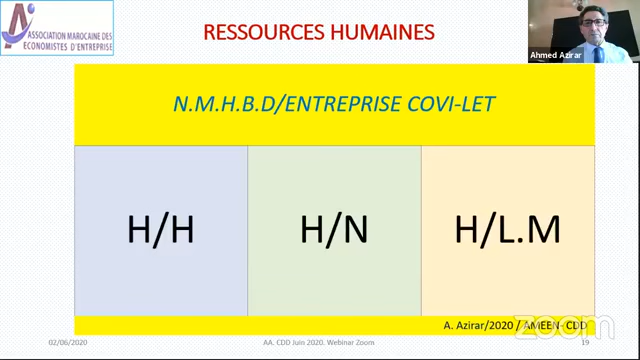 ASSOCIATION MAROCAINE DES
ECONOMISTES D'ENTREPRISE
RESSOURCES HUMAINES
Ahmed Azirar
N.M.H.B.D/ENTREPRISE COVI-LET
H/H
H/N
H/L.M
A. Azirar/2020 / AMEEN- CDD
zoom
02/06/2020
AA. CDD Juin 2020. Webinar Zoom
19